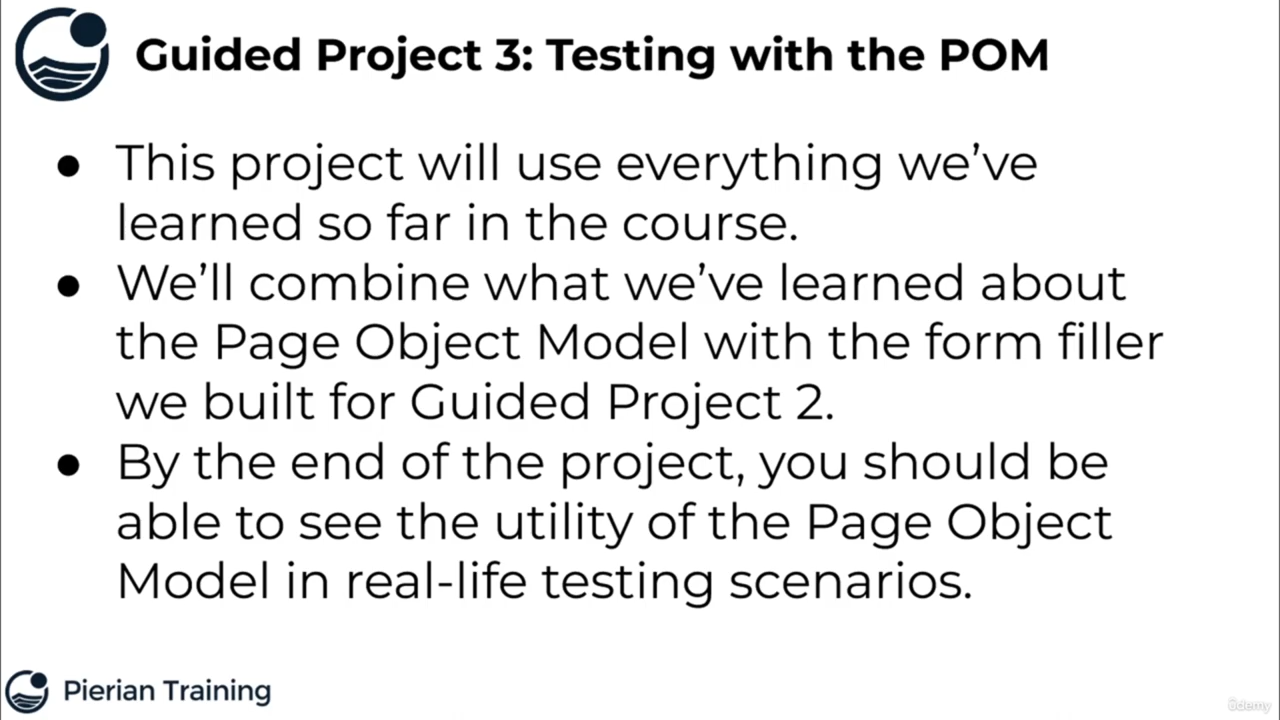 Guided Project 3: Testing with the POM
● This project will use everything we’ve
learned so far in the course.
● We’ll combine what we’ve learned about
the Page Object Model with the form filler
we built for Guided Project 2.
● By the end of the project, you should be
able to see the utility of the Page Object
Model in real-life testing scenarios.
Pierian Training
ûdemy